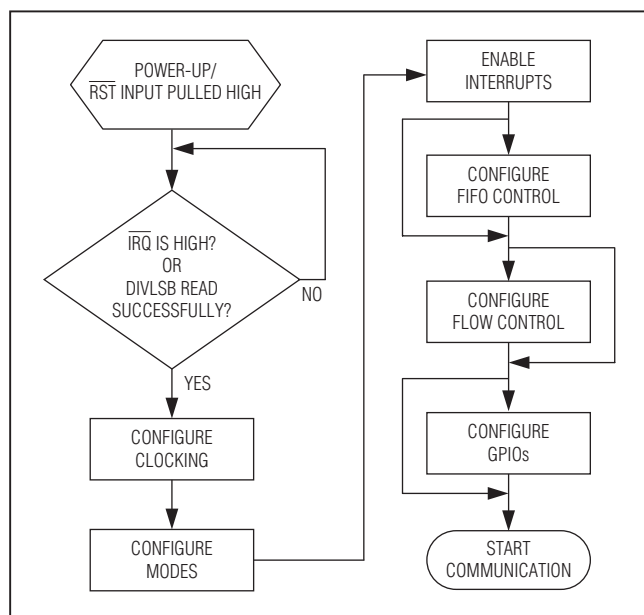 POWER-UP/
RST INPUT PULLED HIGH
IRQ IS HIGH?
OR
DIVLSB READ
SUCCESSFULLY?
NO
YES
CONFIGURE
CLOCKING
CONFIGURE
MODES
ENABLE
INTERRUPTS
CONFIGURE
FIFO CONTROL
CONFIGURE
FLOW CONTROL
CONFIGURE
GPIOs
START
COMMUNICATION